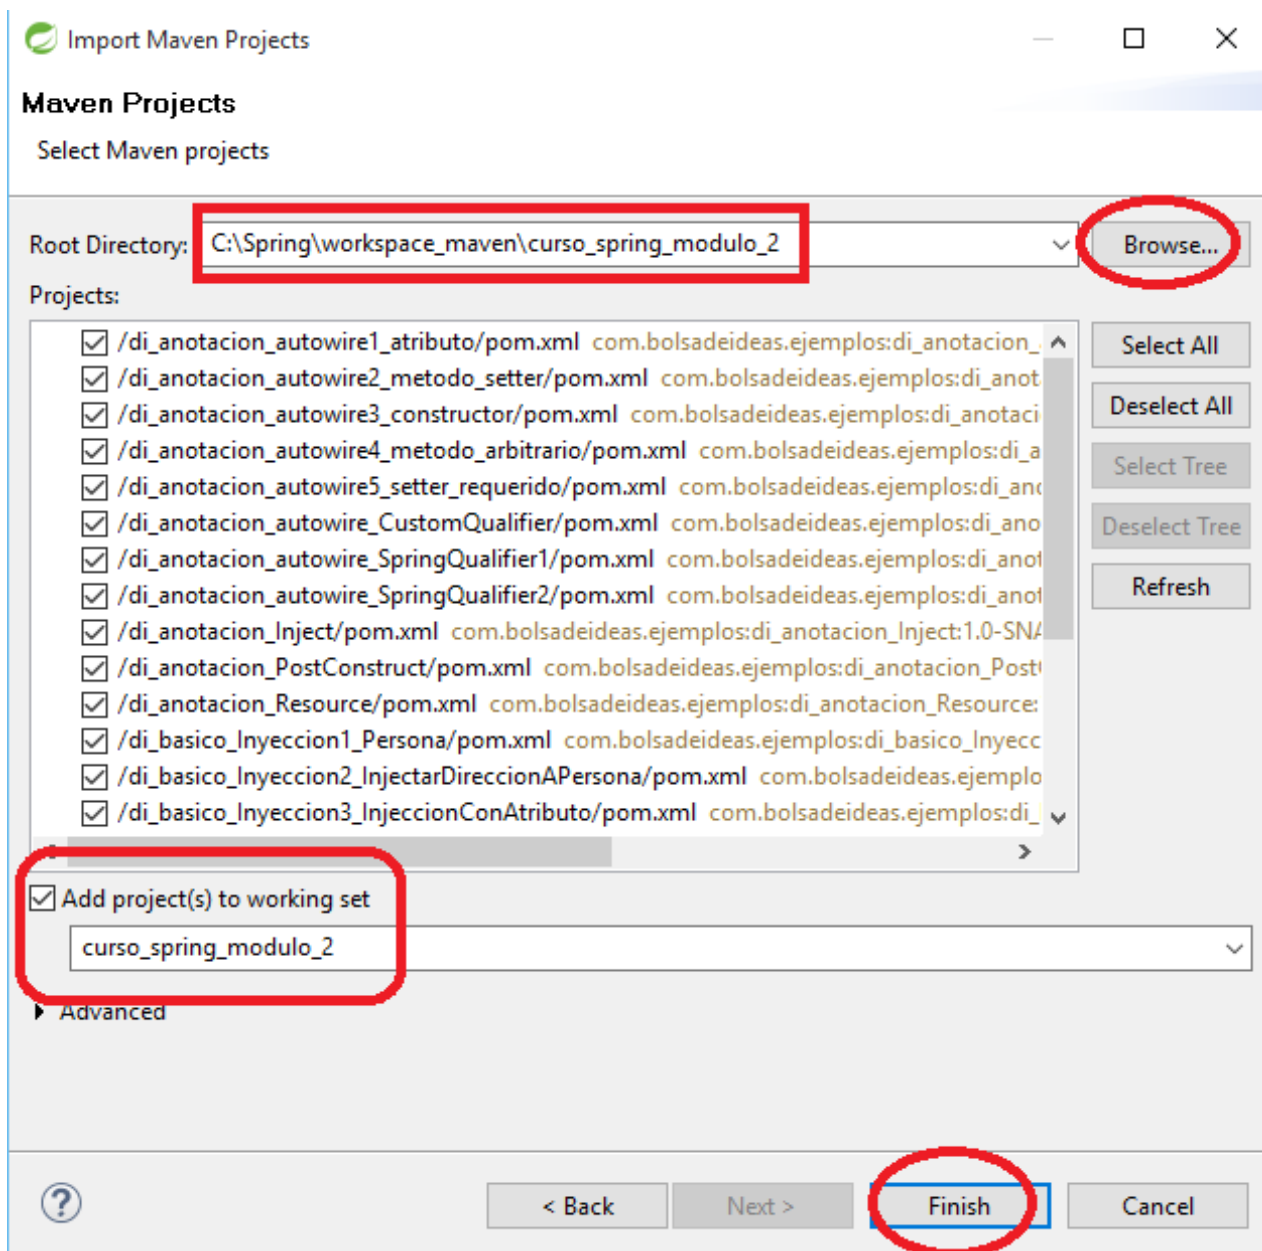 Import Maven Projects
Maven Projects
Select Maven projects
Root Directory: C:\Spring\workspace_maven\curso_spring_modulo_2 Browse...
Projects:
/di_anotacion_autowire1_atributo/pom.xml com.bolsadeideas.ejemplos:di_anotacion_
/di_anotacion_autowire2_metodo_setter/pom.xml com.bolsadeideas.ejemplos:di_anot
/di_anotacion_autowire3_constructor/pom.xml com.bolsadeideas.ejemplos:di_anotaci
/di_anotacion_autowire4_metodo_arbitrario/pom.xml com.bolsadeideas.ejemplos:di_a
/di_anotacion_autowire5_setter_requerido/pom.xml com.bolsadeideas.ejemplos:di_ano
/di_anotacion_autowire_CustomQualifier/pom.xml com.bolsadeideas.ejemplos:di_ano
/di_anotacion_autowire_SpringQualifier1/pom.xml com.bolsadeideas.ejemplos:di_anot
/di_anotacion_autowire_SpringQualifier2/pom.xml com.bolsadeideas.ejemplos:di_anot
/di_anotacion_Inject/pom.xml com.bolsadeideas.ejemplos:di_anotacion_Inject:1.0-SNA
/di_anotacion_PostConstruct/pom.xml com.bolsadeideas.ejemplos:di_anotacion_Post
/di_anotacion_Resource/pom.xml com.bolsadeideas.ejemplos:di_anotacion_Resource:
/di_basico_Inyeccion1_Persona/pom.xml com.bolsadeideas.ejemplos:di_basico_Inyecc
/di_basico_Inyeccion2_InjectarDireccionAPersona/pom.xml com.bolsadeideas.ejemplo
/di_basico_Inyeccion3_InjeccionConAtributo/pom.xml com.bolsadeideas.ejemplos:di_
Select All
Deselect All
Select Tree
Deselect Tree
Refresh
Add project(s) to working set
curso_spring_modulo_2
Advanced
? < Back Next > Finish Cancel